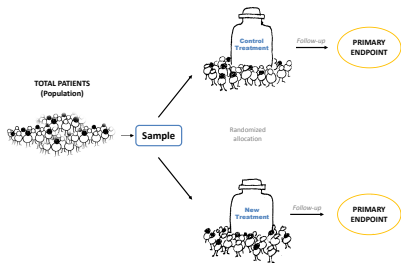 Control
Treatment
Follow-up
PRIMARY
ENDPOINT
TOTAL PATIENTS
(Population)
Sample
Randomized
allocation
New
Treatment
Follow-up
PRIMARY
ENDPOINT